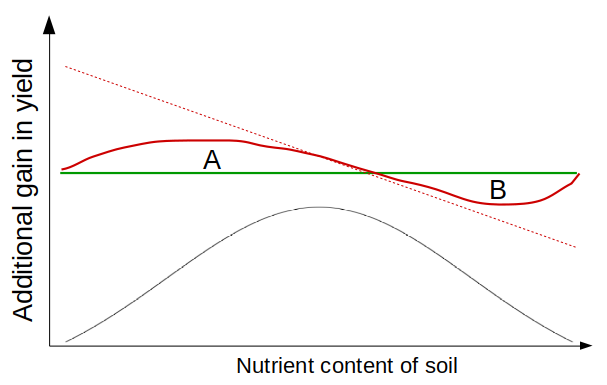 Additional gain in yield
A
B
Nutrient content of soil